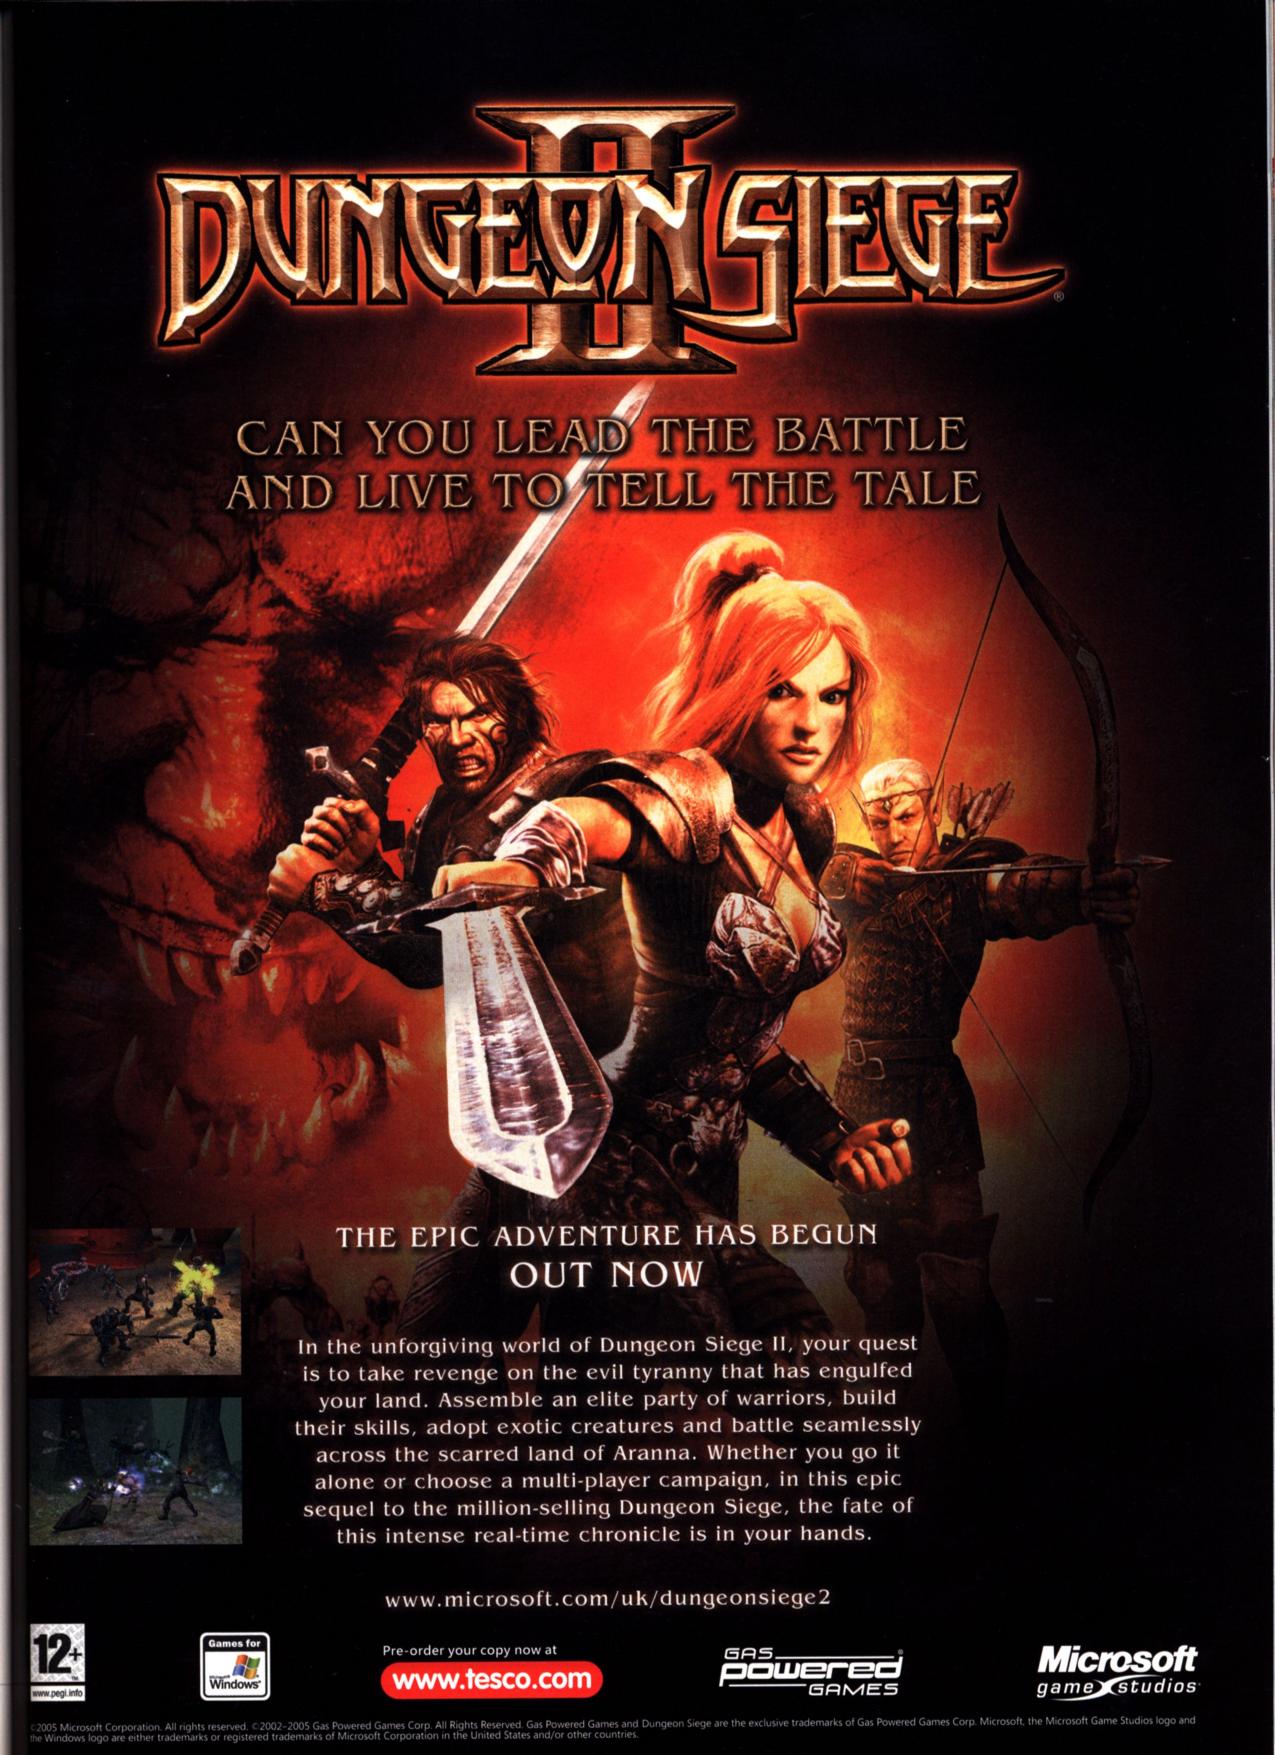 DUNGEON SIEGE II ®
CAN YOU LEAD THE BATTLE
AND LIVE TO TELL THE TALE
THE EPIC ADVENTURE HAS BEGUN
OUT NOW
In the unforgiving world of Dungeon Siege II, your quest
is to take revenge on the evil tyranny that has engulfed
your land. Assemble an elite party of warriors, build
their skills, adopt exotic creatures and battle seamlessly
across the scarred land of Aranna. Whether you go it
alone or choose a multi-player campaign, in this epic
sequel to the million-selling Dungeon Siege, the fate of
this intense real-time chronicle is in your hands.
www.microsoft.com/uk/dungeonsiege2
12+
www.pegi.info
Games for
Microsoft
Windows®
Pre-order your copy now at
www.tesco.com
GAS
powered®
GAMES
Microsoft
game studios
©2005 Microsoft Corporation. All rights reserved. ©2002-2005 Gas Powered Games Corp. All Rights Reserved. Gas Powered Games and Dungeon Siege are the exclusive trademarks of Gas Powered Games Corp. Microsoft, the Microsoft Game Studios logo and
the Windows logo are either trademarks or registered trademarks of Microsoft Corporation in the United States and/or other countries.